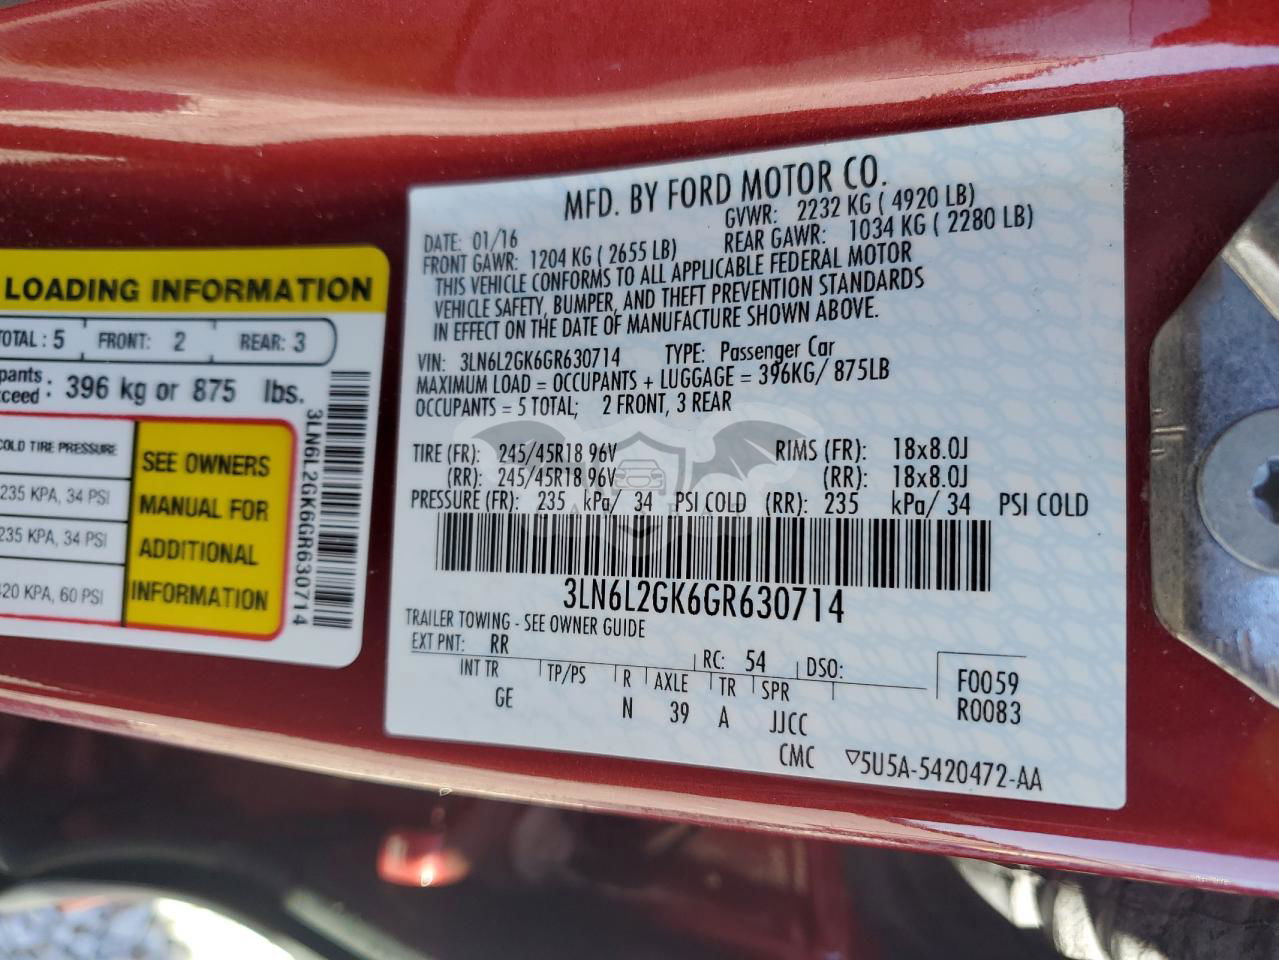 LOADING INFORMATION
TOTAL: 5 FRONT: 2 REAR: 3
pants
xceed : 396 kg or 875 lbs.
COLD TIRE PRESSURE
235 KPA, 34 PSI
235 KPA, 34 PSI
420 KPA, 60 PSI
SEE OWNERS
MANUAL FOR
ADDITIONAL
INFORMATION
3LN6L2GK6GR630714
MFD. BY FORD MOTOR CO.
DATE: 01/16 GVWR: 2232 KG ( 4920 LB)
FRONT GAWR: 1204 KG ( 2655 LB) REAR GAWR: 1034 KG ( 2280 LB)
THIS VEHICLE CONFORMS TO ALL APPLICABLE FEDERAL MOTOR
VEHICLE SAFETY, BUMPER, AND THEFT PREVENTION STANDARDS
IN EFFECT ON THE DATE OF MANUFACTURE SHOWN ABOVE.
VIN: 3LN6L2GK6GR630714 TYPE: Passenger Car
MAXIMUM LOAD = OCCUPANTS + LUGGAGE = 396KG/ 875LB
OCCUPANTS = 5 TOTAL; 2 FRONT, 3 REAR
TIRE (FR): 245/45R18 96V RIMS (FR): 18x8.0J
(RR): 245/45R18 96V (RR): 18x8.0J
PRESSURE (FR): 235 kPa/ 34 PSI COLD (RR): 235 kPa/ 34 PSI COLD
3LN6L2GK6GR630714
TRAILER TOWING - SEE OWNER GUIDE
EXT PNT: RR RC: 54 DSO:
INT TR TP/PS R AXLE TR SPR
GE N 39 A JJCC
F0059
R0083
CMC ▽5U5A-5420472-AA